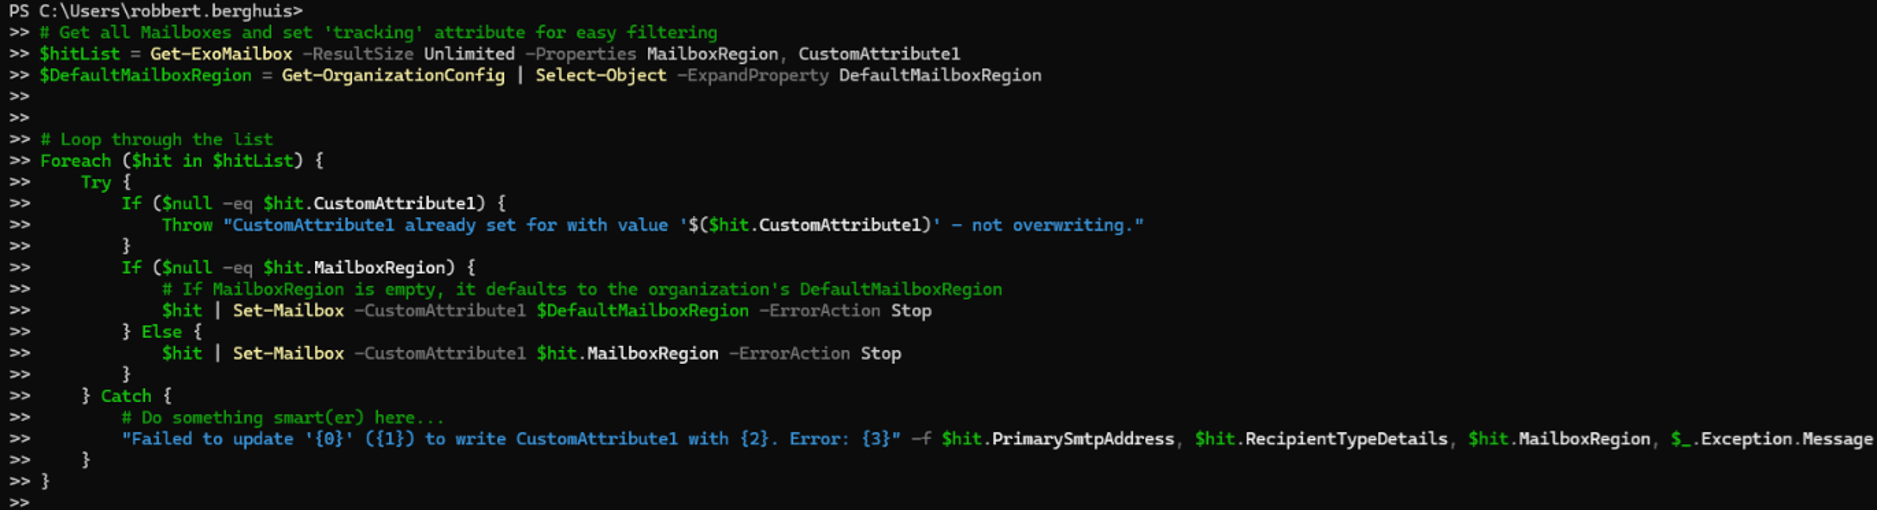 PS C:\Users\robbert.berghuis>
>> # Get all Mailboxes and set 'tracking' attribute for easy filtering
>> $hitList = Get-ExoMailbox -ResultSize Unlimited -Properties MailboxRegion, CustomAttribute1
>> $DefaultMailboxRegion = Get-OrganizationConfig | Select-Object -ExpandProperty DefaultMailboxRegion
>>
>>
>> # Loop through the list
>> Foreach ($hit in $hitList) {
>>     Try {
>>         If ($null -eq $hit.CustomAttribute1) {
>>             Throw "CustomAttribute1 already set for with value '$($hit.CustomAttribute1)' - not overwriting."
>>         }
>>         If ($null -eq $hit.MailboxRegion) {
>>             # If MailboxRegion is empty, it defaults to the organization's DefaultMailboxRegion
>>             $hit | Set-Mailbox -CustomAttribute1 $DefaultMailboxRegion -ErrorAction Stop
>>         } Else {
>>             $hit | Set-Mailbox -CustomAttribute1 $hit.MailboxRegion -ErrorAction Stop
>>         }
>>     } Catch {
>>         # Do something smart(er) here...
>>         "Failed to update '{0}' ({1}) to write CustomAttribute1 with {2}. Error: {3}" -f $hit.PrimarySmtpAddress, $hit.RecipientTypeDetails, $hit.MailboxRegion, $_.Exception.Message
>>     }
>> }
>>